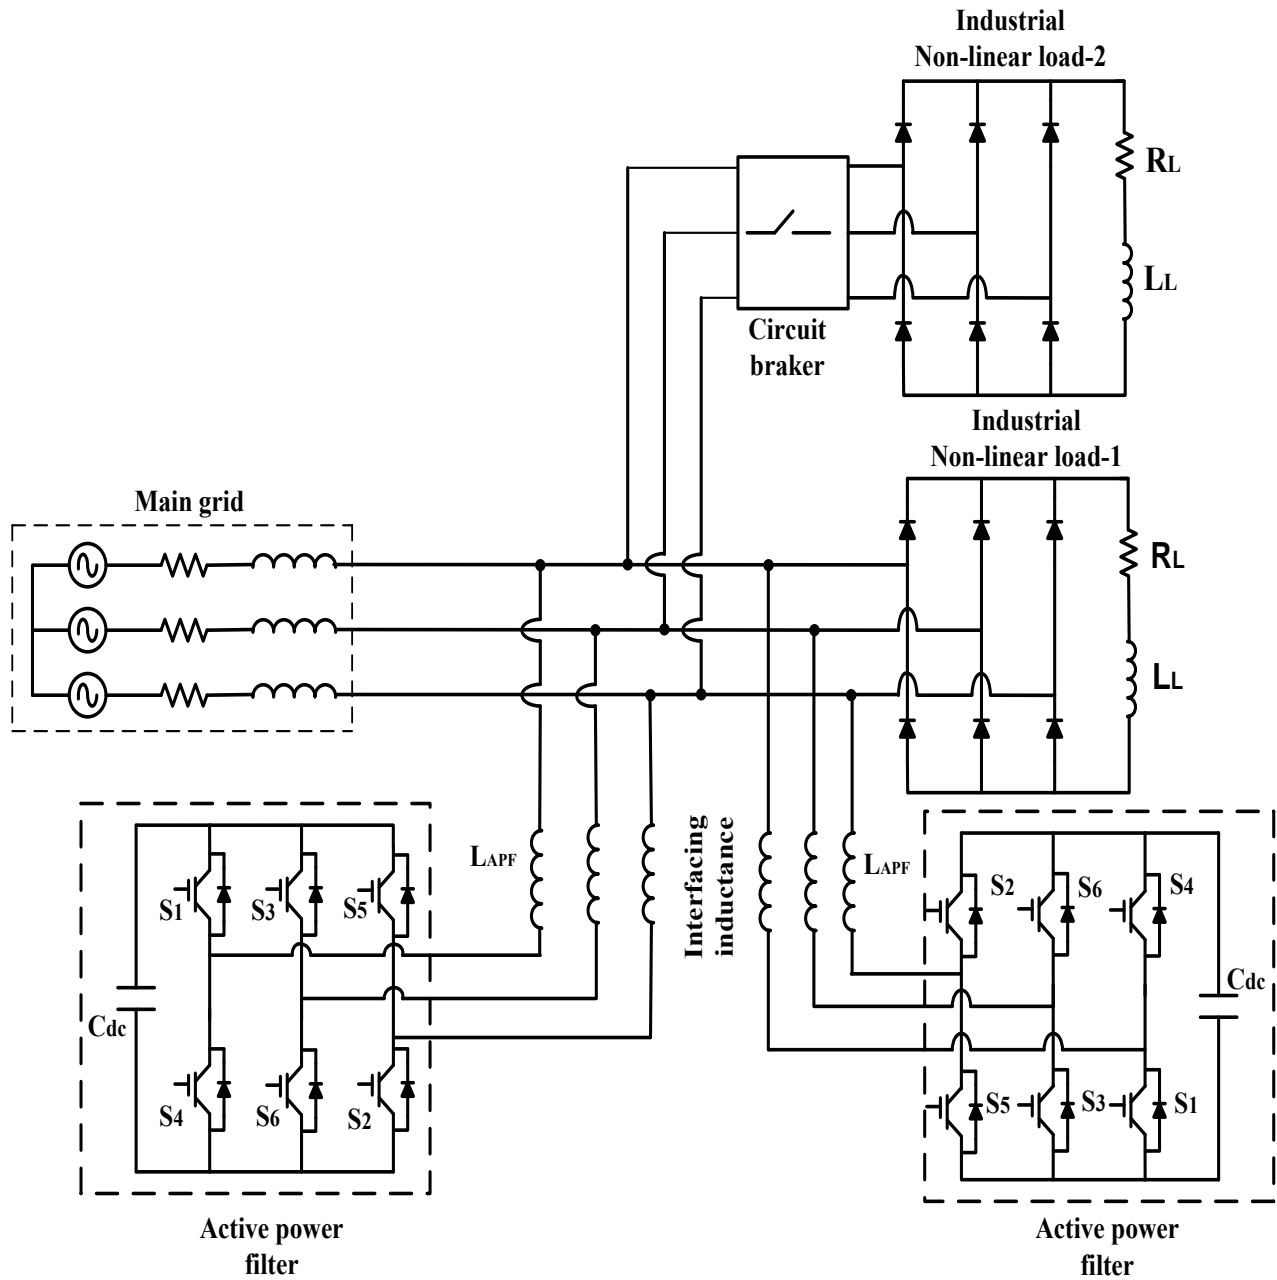 Industrial
Non-linear load-2
RL
LL
Circuit
braker
Industrial
Non-linear load-1
Main grid
RL
LL
LAPF
Interfacing
inductance
LAPF
S1
S3
S5
Cdc
S4
S6
S2
S2
S6
S4
Cdc
S5
S3
S1
Active power
filter
Active power
filter